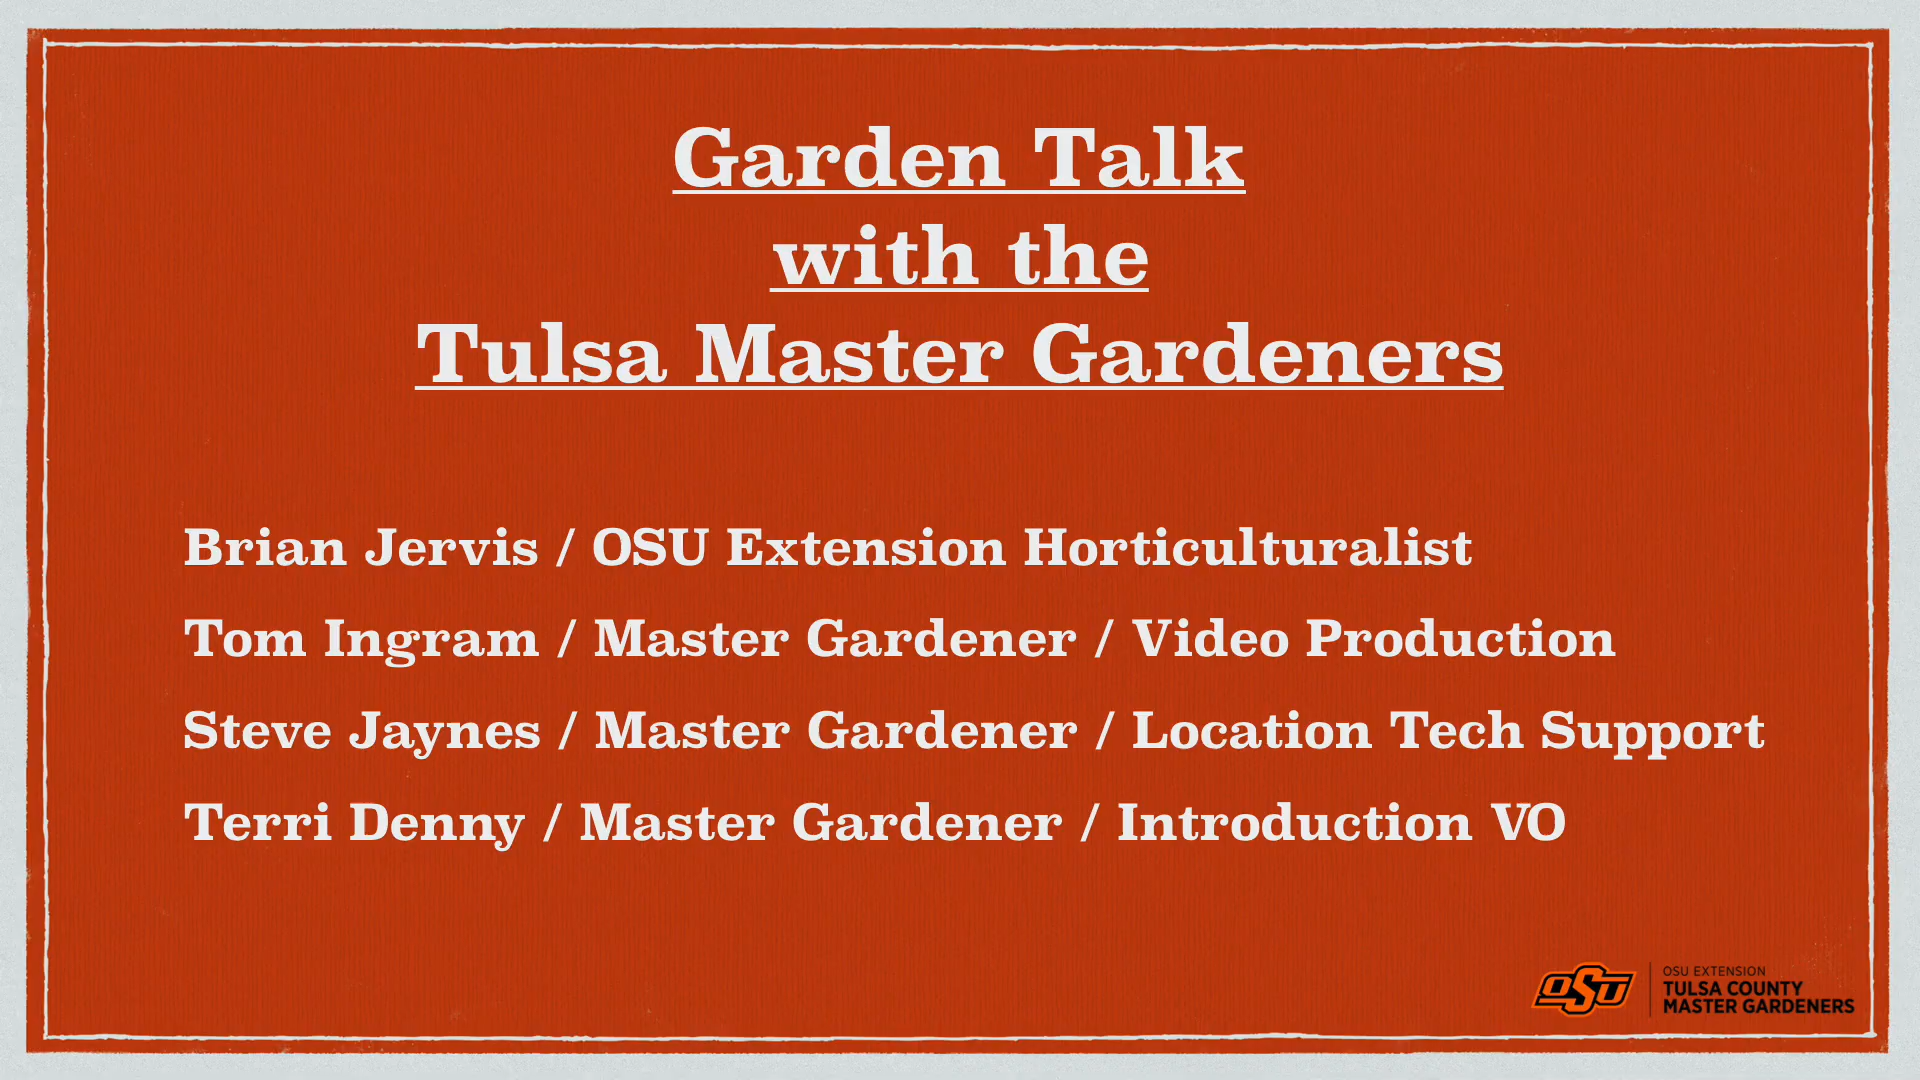 Garden Talk
with the
Tulsa Master Gardeners
Brian Jervis / OSU Extension Horticulturalist
Tom Ingram / Master Gardener / Video Production
Steve Jaynes / Master Gardener / Location Tech Support
Terri Denny / Master Gardener / Introduction VO
OSU
OSU EXTENSION
TULSA COUNTY
MASTER GARDENERS